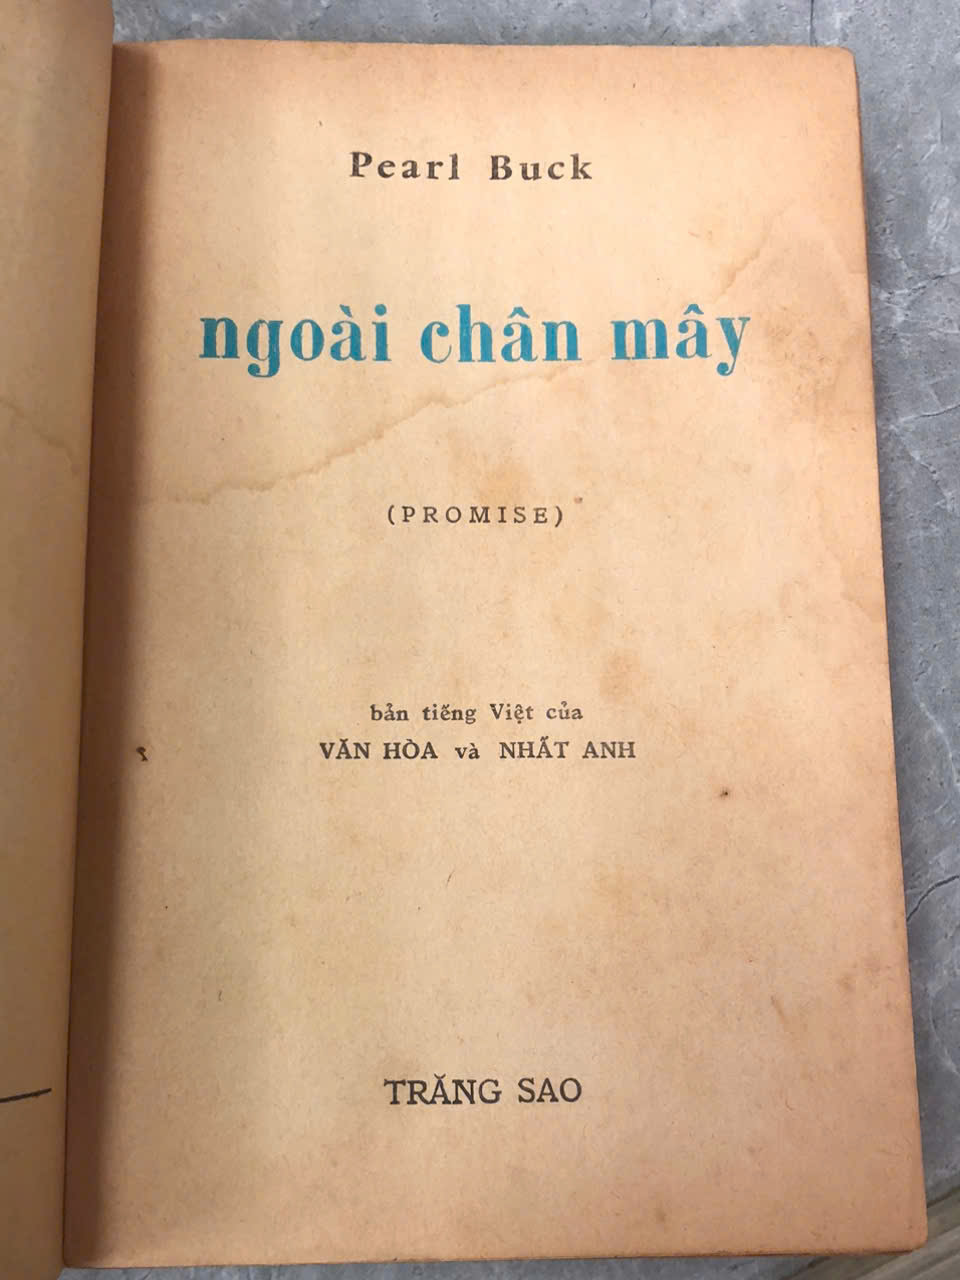 Pearl Buck
ngoài chân mây
(PROMISE)
bản tiếng Việt của
VĂN HÒA và NHẤT ANH
TRĂNG SAO